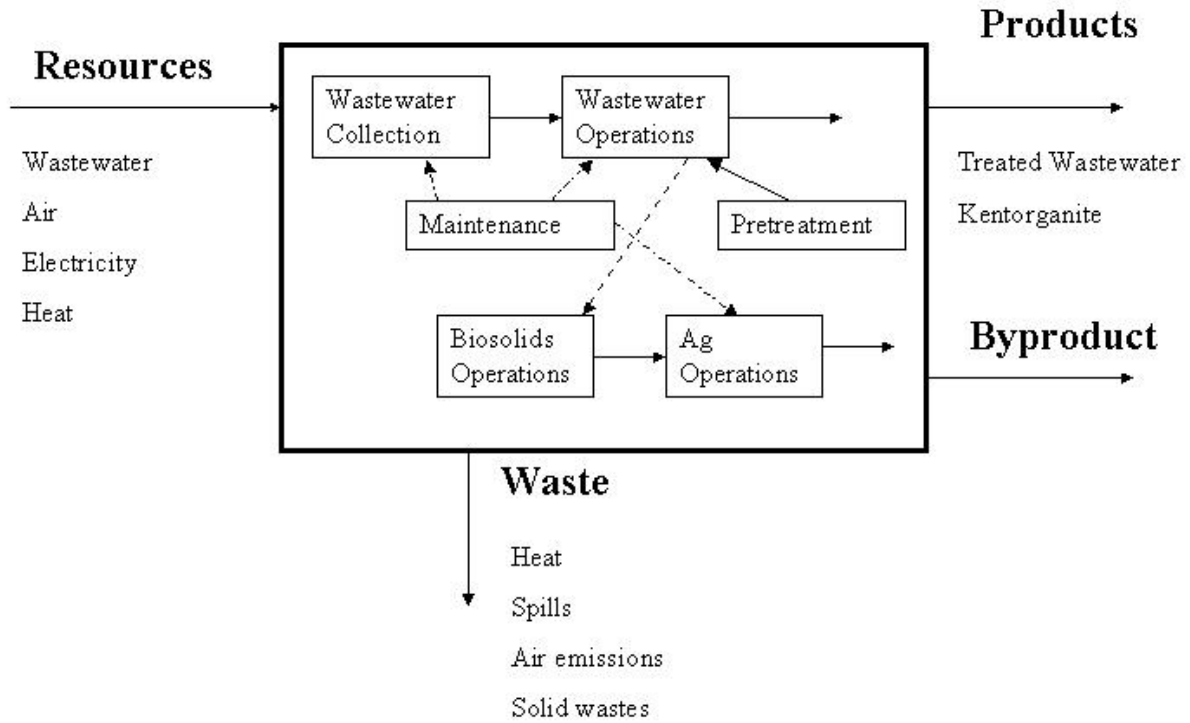 Products
Resources
Wastewater
Collection
Wastewater
Operations
Wastewater
Air
Electricity
Heat
Treated Wastewater
Kentorganite
Maintenance
Pretreatment
Biosolids
Operations
Ag
Operations
Byproduct
Waste
Heat
Spills
Air emissions
Solid wastes